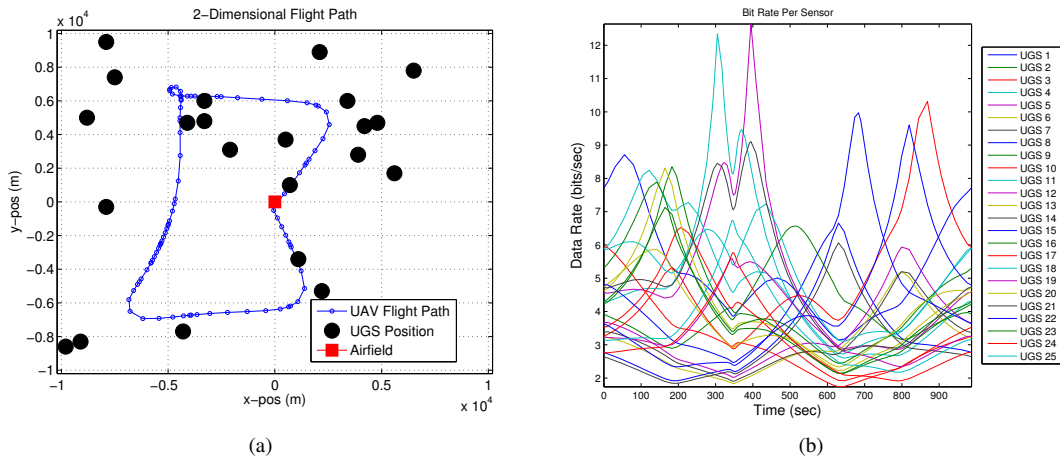 2−Dimensional Flight Path
x 10⁴
1
0.8
0.6
0.4
0.2
0
−0.2
−0.4
−0.6
−0.8
−1
y−pos (m)
−1
−0.5
0
0.5
1
x−pos (m)
x 10⁴
UAV Flight Path
UGS Position
Airfield
(a)
Bit Rate Per Sensor
12
11
10
9
8
7
6
5
4
3
2
Data Rate (bits/sec)
0 100 200 300 400 500 600 700 800 900
Time (sec)
UGS 1
UGS 2
UGS 3
UGS 4
UGS 5
UGS 6
UGS 7
UGS 8
UGS 9
UGS 10
UGS 11
UGS 12
UGS 13
UGS 14
UGS 15
UGS 16
UGS 17
UGS 18
UGS 19
UGS 20
UGS 21
UGS 22
UGS 23
UGS 24
UGS 25
(b)